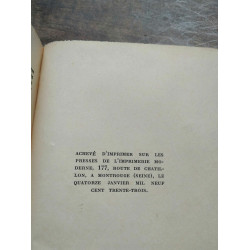 ACHEVÉ D'IMPRIMER SUR LES
PRESSES DE L'IMPRIMERIE MO-
DERNE, 177, ROUTE DE CHATIL-
LON, A MONTROUGE (SEINE), LE
QUATORZE JANVIER MIL NEUF
CENT TRENTE-TROIS.